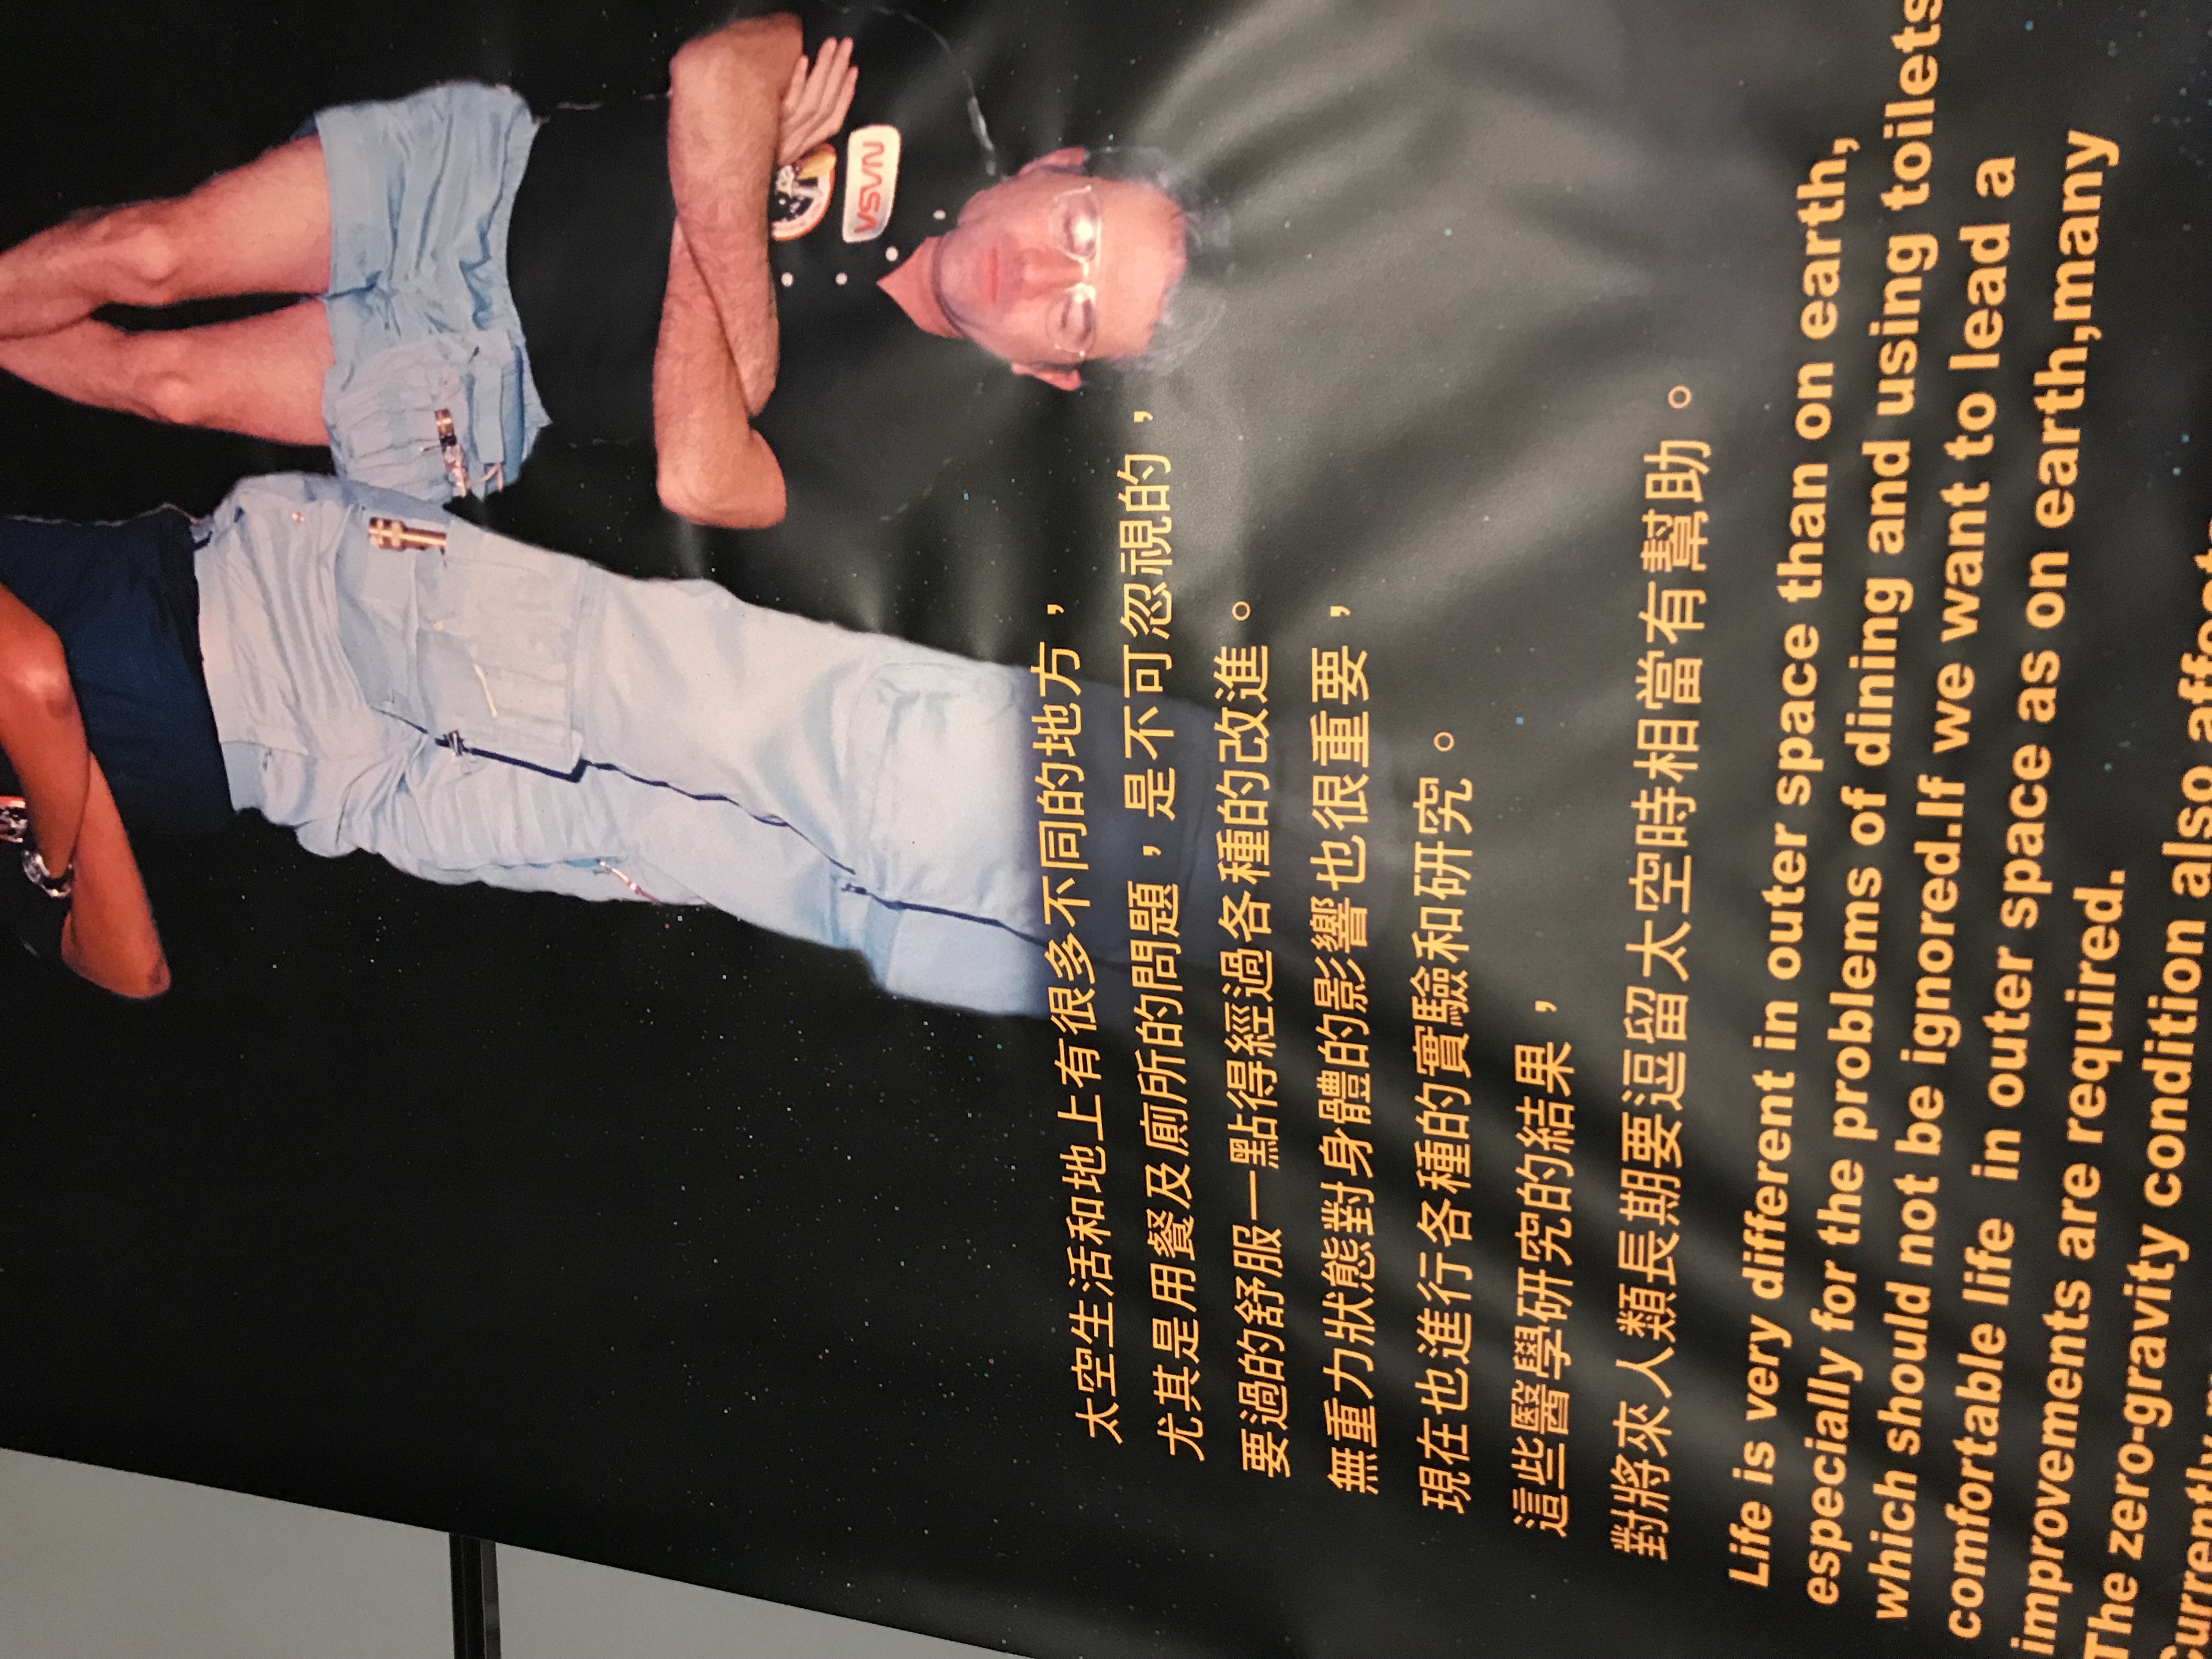 NASA
太空生活和地上有很多不同的地方，
尤其是用餐及廁所的問題，是不可忽視的，
要過的舒服一點得經過各種的改進。
無重力狀態對身體的影響也很重要，
現在也進行各種的實驗和研究。
這些醫學研究的結果，
對將來人類長期要逗留太空時相當有幫助。
Life is very different in outer space than on earth,
especially for the problems of dining and using toilets
which should not be ignored.If we want to lead a
comfortable life in outer space as on earth,many
improvements are required.
The zero-gravity condition also affects
Currently